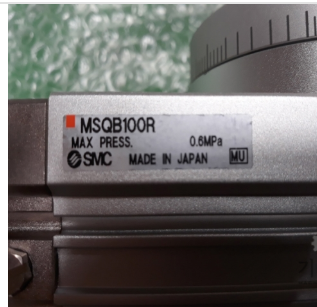 MSQB100R
MAX PRESS. 0.6MPa
SMC MADE IN JAPAN MU